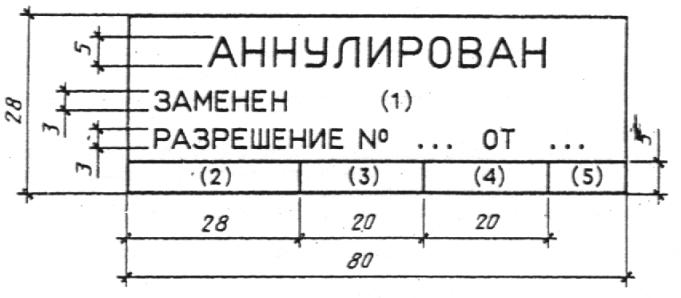 АННУЛИРОВАН
5
ЗАМЕНЕН (1)
28
3
РАЗРЕШЕНИЕ № ... ОТ ...
3
5
(2) (3) (4) (5)
28 20 20
80